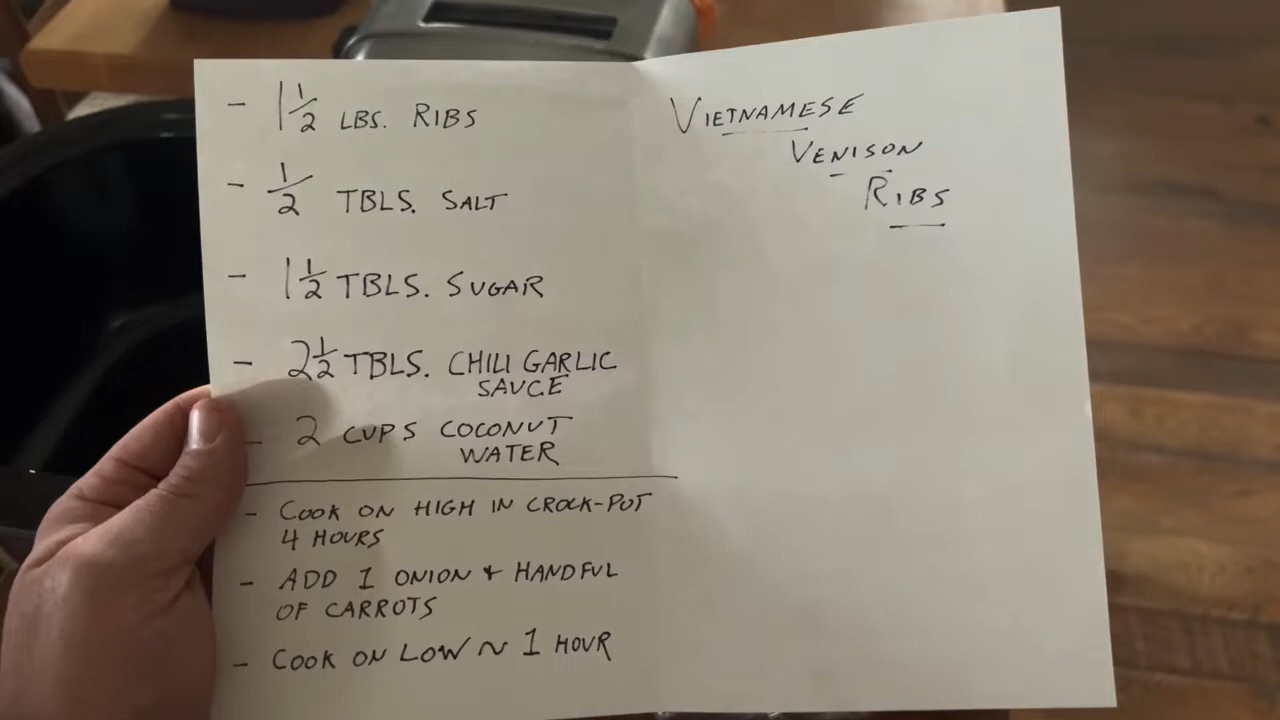 - 1 1/2 LBS. RIBS
- 1/2 TBLS. SALT
- 1 1/2 TBLS. SUGAR
- 2 1/2 TBLS. CHILI GARLIC
SAUCE
- 2 CUPS COCONUT
WATER
- COOK ON HIGH IN CROCK-POT
4 HOURS
- ADD 1 ONION & HANDFUL
OF CARROTS
- COOK ON LOW ~ 1 HOUR
VIETNAMESE
VENISON
RIBS